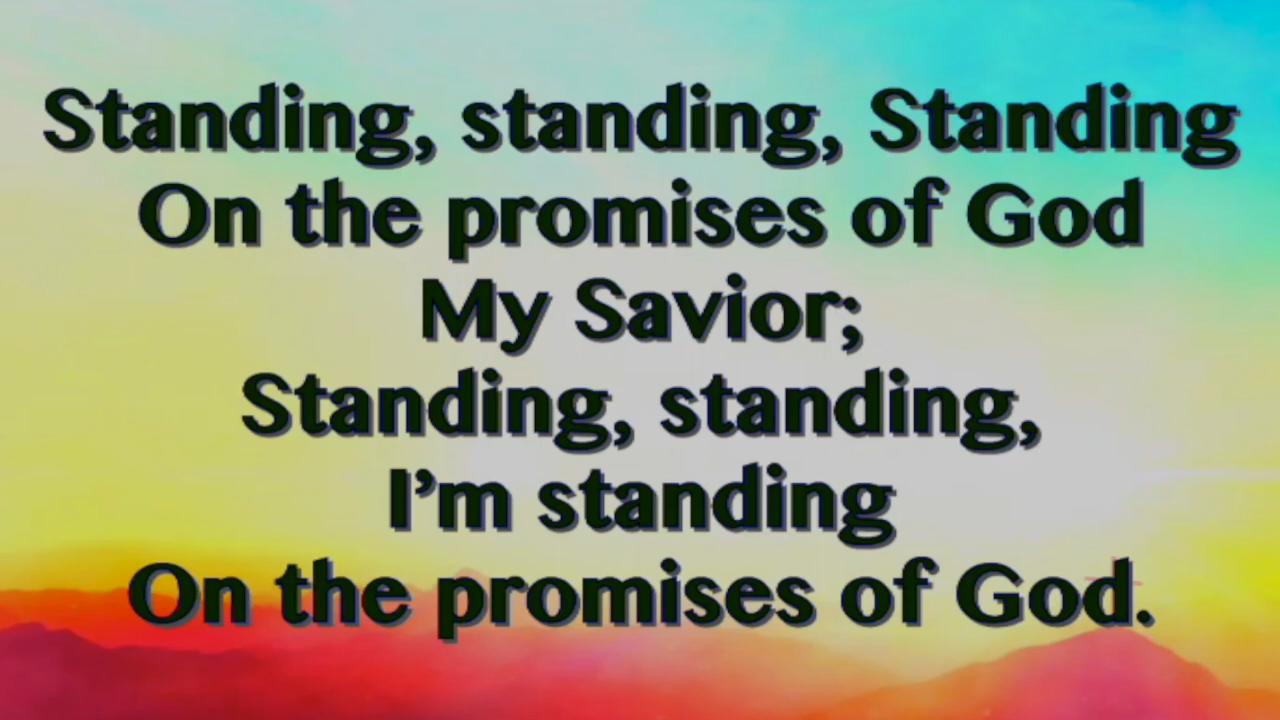 Standing, standing, Standing
On the promises of God
My Savior;
Standing, standing,
I’m standing
On the promises of God.